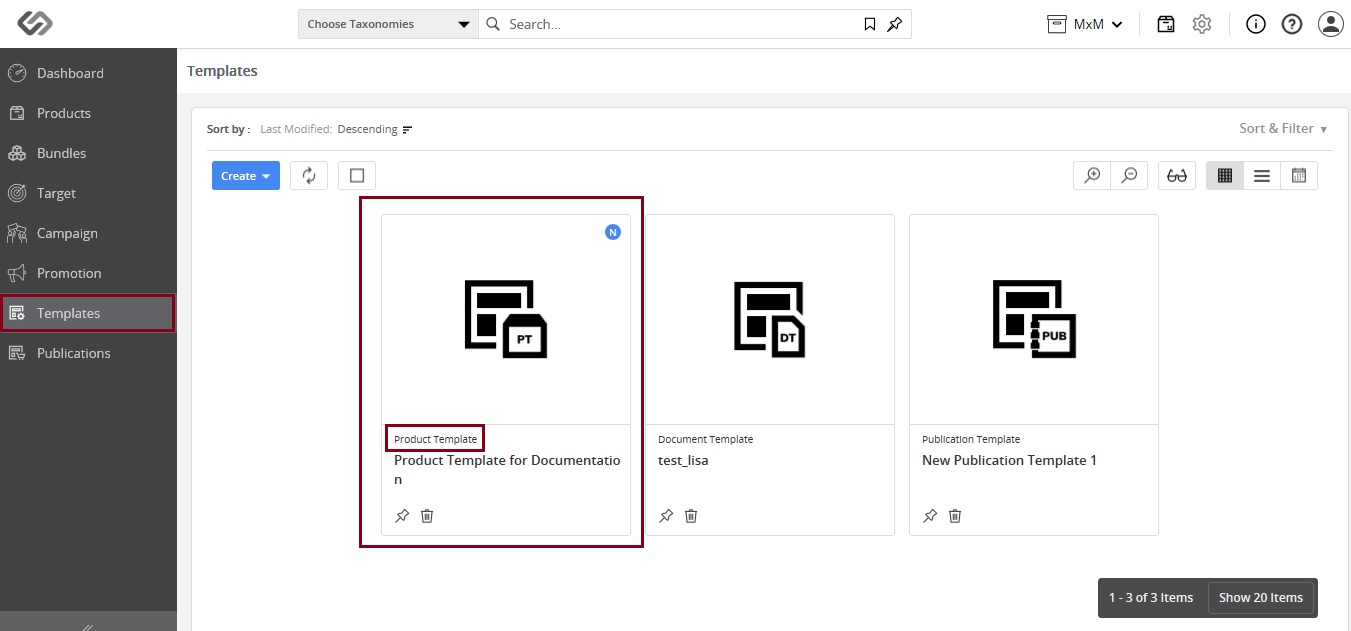 Choose Taxonomies
Search...
MxM
Dashboard
Products
Bundles
Target
Campaign
Promotion
Templates
Publications
Templates
Sort by : Last Modified: Descending
Sort & Filter
Create
N
PT
DT
PUB
Product Template
Product Template for Documentatio
n
Document Template
test_lisa
Publication Template
New Publication Template 1
1 - 3 of 3 Items
Show 20 Items